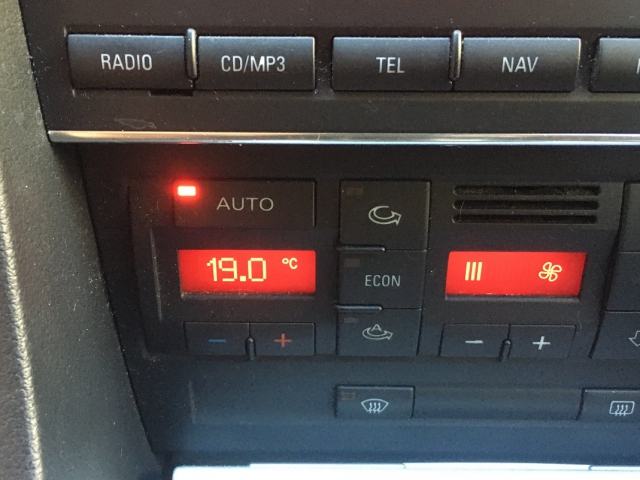 RADIO CD/MP3 TEL NAV
AUTO
19.0 °C
ECON
A
− + − +